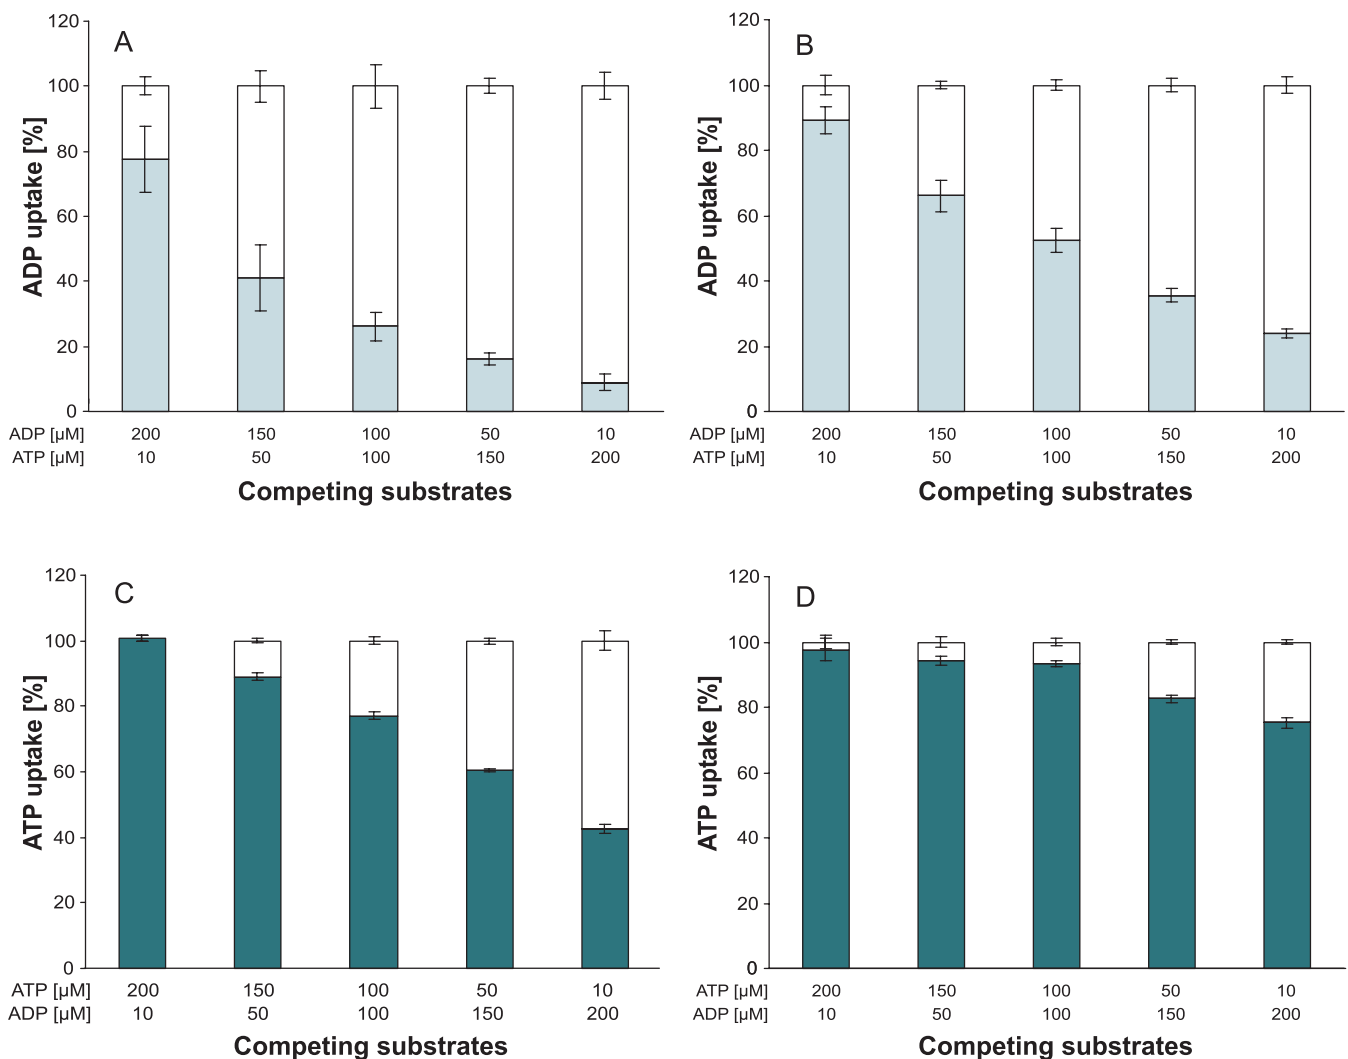 A
120
100
80
60
40
20
0
ADP uptake [%]
ADP [µM] 200 150 100 50 10
ATP [µM] 10 50 100 150 200
Competing substrates
B
120
100
80
60
40
20
0
ADP uptake [%]
ADP [µM] 200 150 100 50 10
ATP [µM] 10 50 100 150 200
Competing substrates
C
120
100
80
60
40
20
0
ATP uptake [%]
ATP [µM] 200 150 100 50 10
ADP [µM] 10 50 100 150 200
Competing substrates
D
120
100
80
60
40
20
0
ATP uptake [%]
ATP [µM] 200 150 100 50 10
ADP [µM] 10 50 100 150 200
Competing substrates